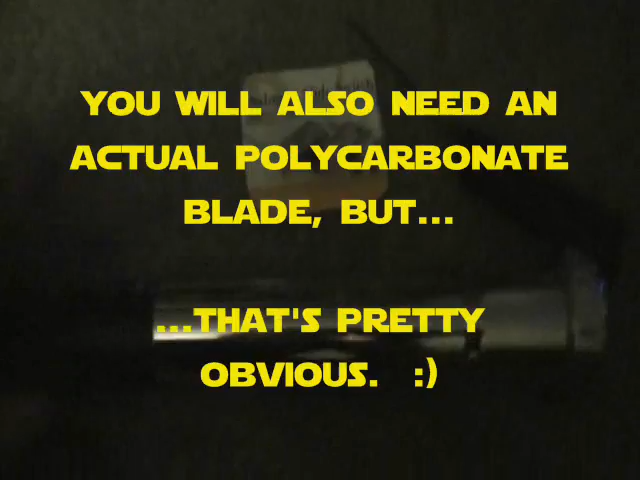 YOU WILL ALSO NEED AN
ACTUAL POLYCARBONATE
BLADE, BUT...
...THAT'S PRETTY
OBVIOUS. :)